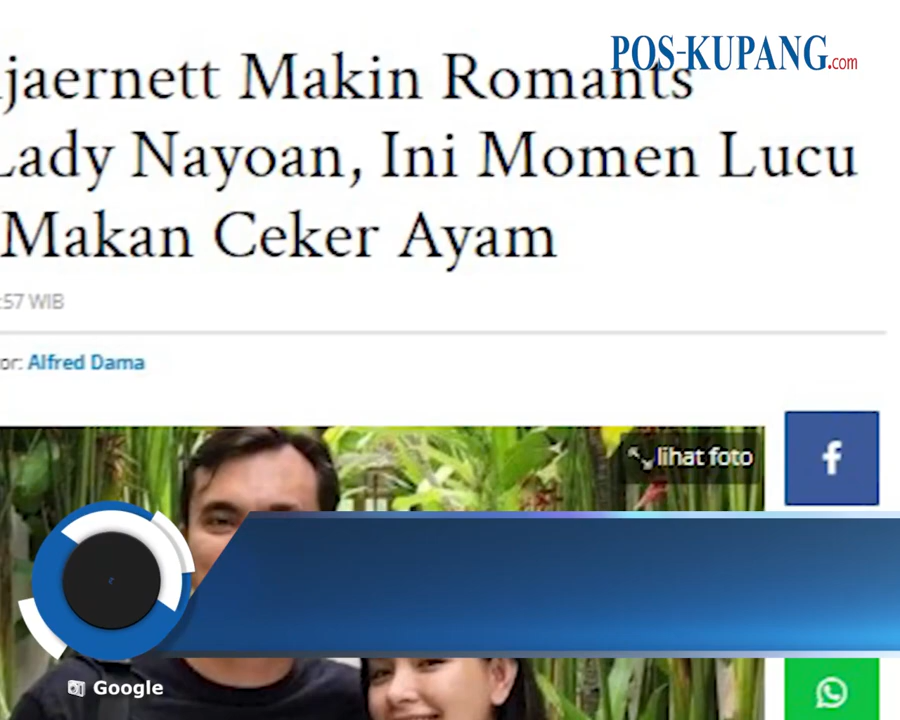 POS-KUPANG.com
jaernett Makin Romants
Lady Nayoan, Ini Momen Lucu
Makan Ceker Ayam
:57 WIB
or: Alfred Dama
lihat foto
f
Google